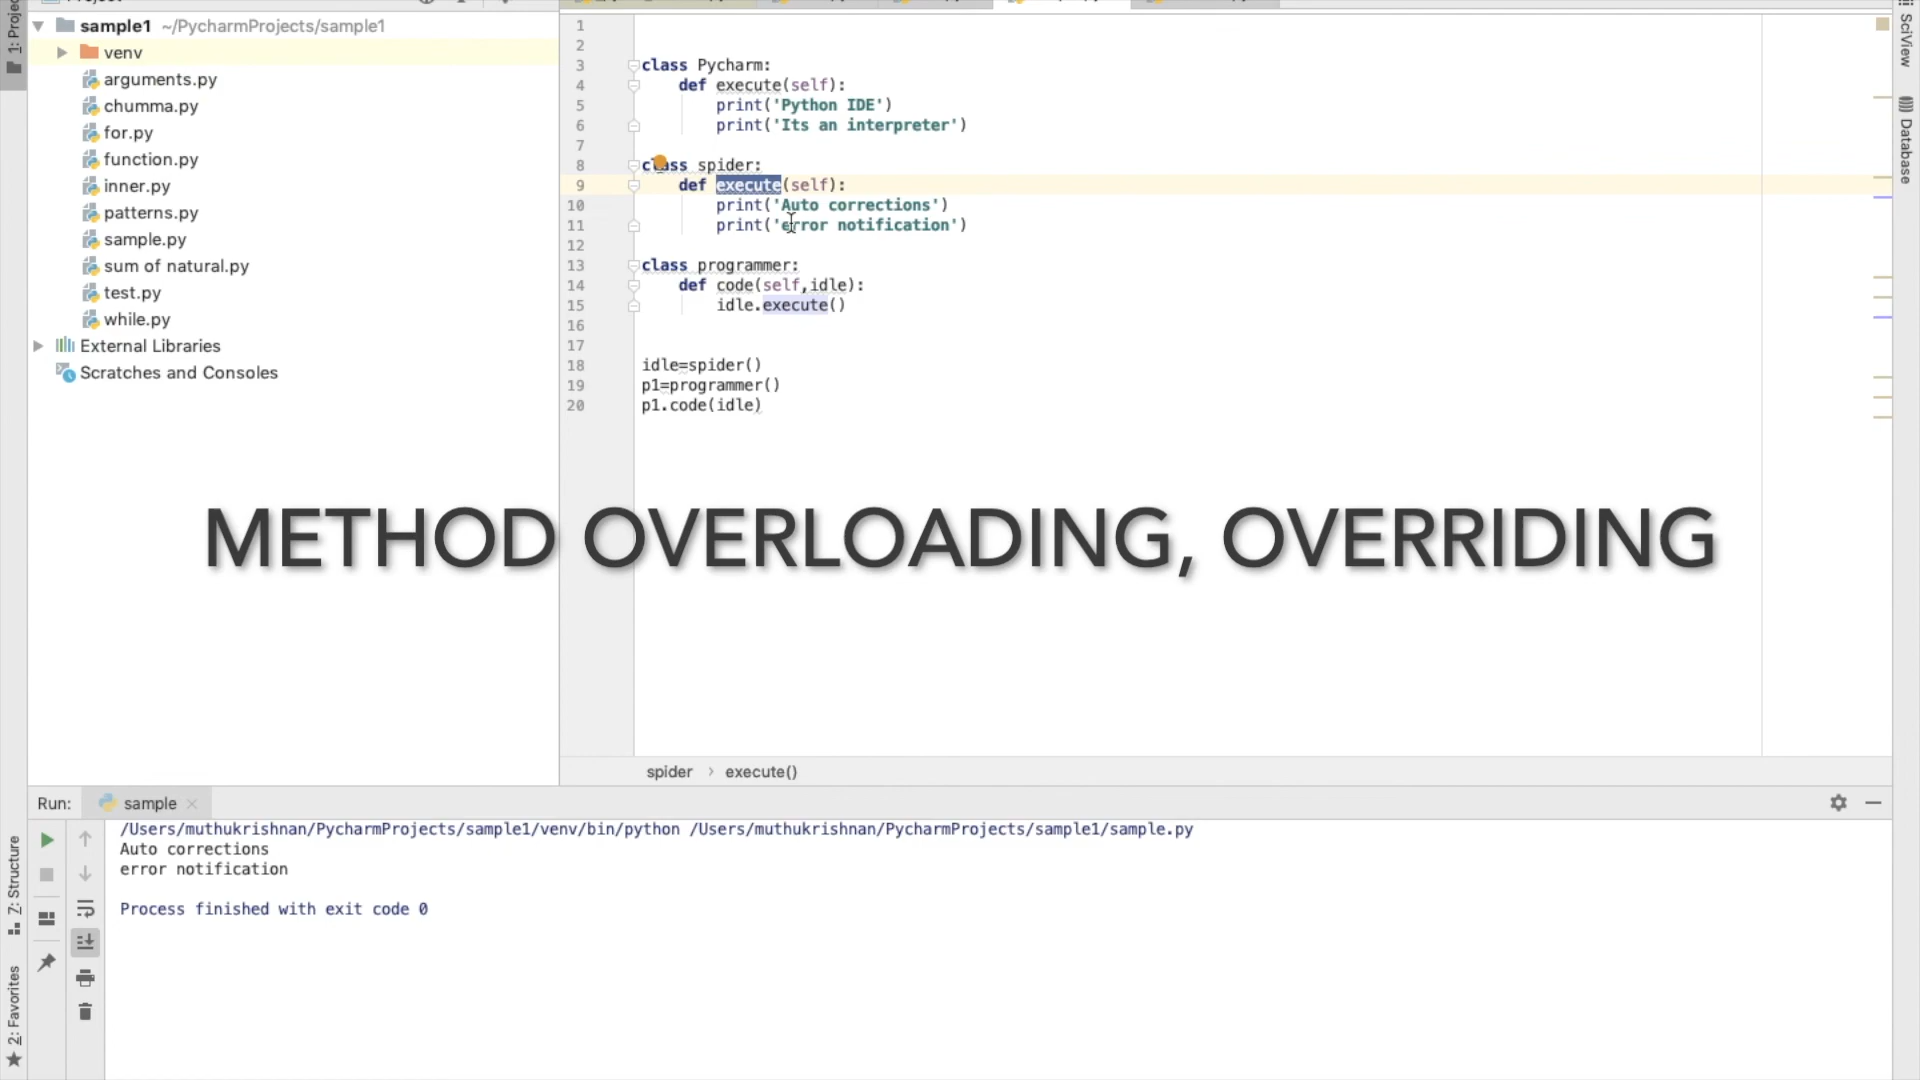 1: Project
sample1 ~/PycharmProjects/sample1
venv
arguments.py
chumma.py
for.py
function.py
inner.py
patterns.py
sample.py
sum of natural.py
test.py
while.py
External Libraries
Scratches and Consoles
1
2
3 class Pycharm:
4 def execute(self):
5 print('Python IDE')
6 print('Its an interpreter')
7
8 class spider:
9 def execute(self):
10 print('Auto corrections')
11 print('error notification')
12
13 class programmer:
14 def code(self,idle):
15 idle.execute()
16
17
18 idle=spider()
19 p1=programmer()
20 p1.code(idle)
SciView
Database
METHOD OVERLOADING, OVERRIDING
spider › execute()
Run: sample
/Users/muthukrishnan/PycharmProjects/sample1/venv/bin/python /Users/muthukrishnan/PycharmProjects/sample1/sample.py
Auto corrections
error notification
Process finished with exit code 0
Z: Structure
2: Favorites